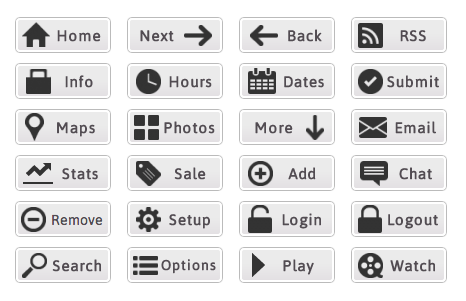 Home Next Back RSS
Info Hours Dates Submit
Maps Photos More Email
Stats Sale Add Chat
Remove Setup Login Logout
Search Options Play Watch